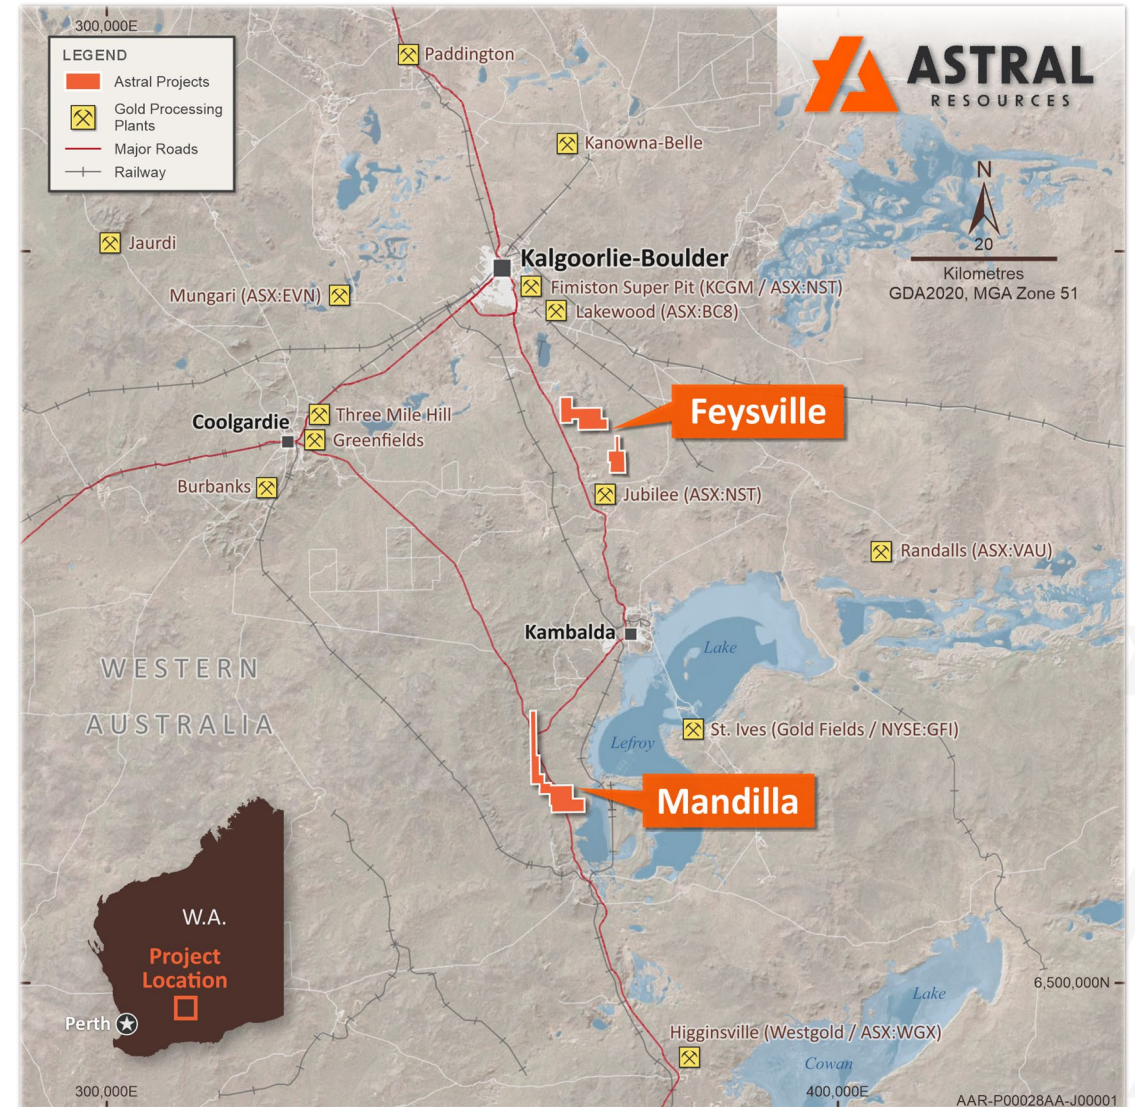 300,000E
LEGEND
Astral Projects
Gold Processing
Plants
Major Roads
Railway
ASTRAL
RESOURCES
Paddington
Kanowna-Belle
N
20
Kilometres
GDA2020, MGA Zone 51
Jaurdi
Kalgoorlie-Boulder
Mungari (ASX:EVN)
Fimiston Super Pit (KCGM / ASX:NST)
Lakewood (ASX:BC8)
Feysville
Three Mile Hill
Coolgardie
Greenfields
Burbanks
Jubilee (ASX:NST)
Randalls (ASX:VAU)
Kambalda
Lake
WESTERN
AUSTRALIA
St. Ives (Gold Fields / NYSE:GFI)
Lefroy
Mandilla
W.A.
Project
Location
Perth
6,500,000N
Lake
Higginsville (Westgold / ASX:WGX)
Cowan
300,000E
400,000E
AAR-P00028AA-J00001